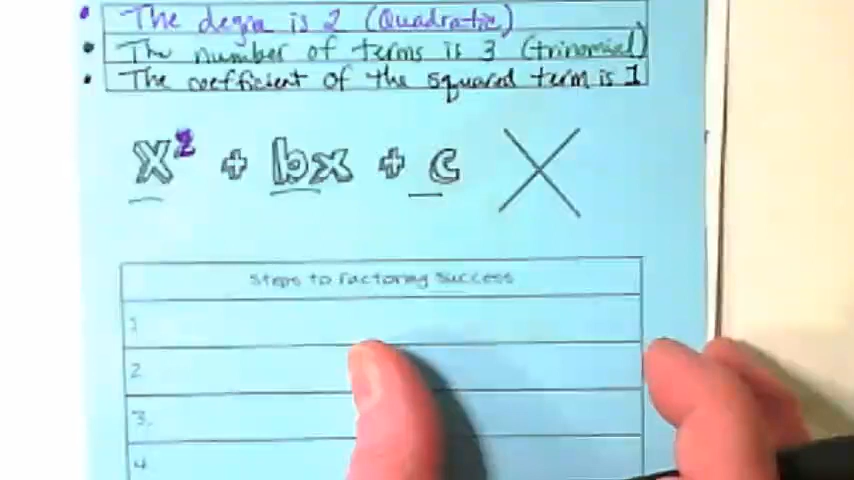 • The degree is 2 (Quadratic)
• The number of terms is 3 (trinomial)
• The coefficient of the squared term is 1
x² + bx + c
Steps to Factoring Success
1
2
3.
4